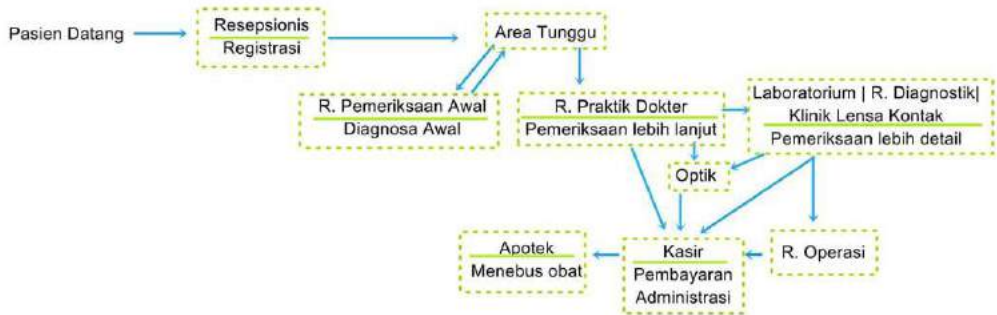 Pasien Datang
Resepsionis
Registrasi
Area Tunggu
R. Pemeriksaan Awal
Diagnosa Awal
R. Praktik Dokter
Pemeriksaan lebih lanjut
Laboratorium | R. Diagnostik|
Klinik Lensa Kontak
Pemeriksaan lebih detail
Optik
Apotek
Menebus obat
Kasir
Pembayaran
Administrasi
R. Operasi